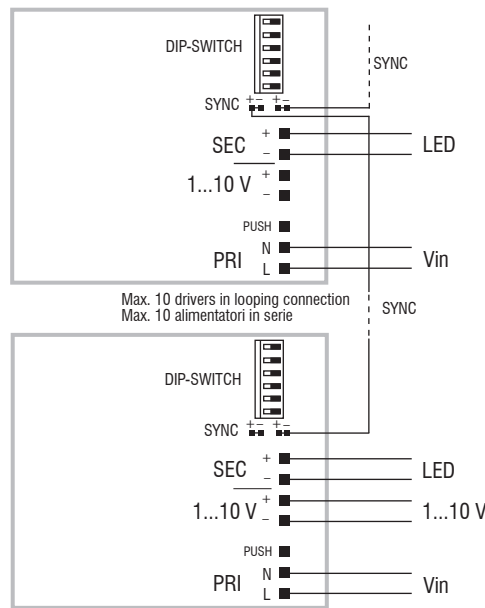 DIP-SWITCH
SYNC
SYNC + - + -
SEC + -
LED
1...10 V + -
PUSH
PRI N L
Vin
Max. 10 drivers in looping connection
Max. 10 alimentatori in serie
SYNC
DIP-SWITCH
SYNC + - + -
SEC + -
LED
1...10 V + -
1...10 V
PUSH
PRI N L
Vin